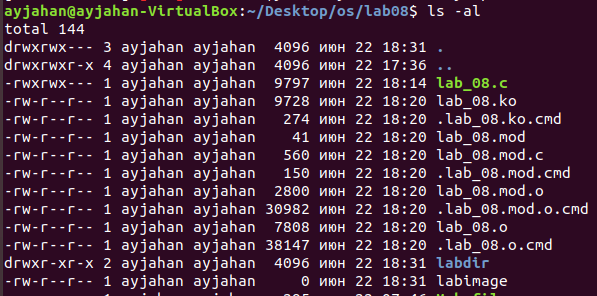 ayjahan@ayjahan-VirtualBox:~/Desktop/os/lab08$ ls -al
total 144
drwxrwx--- 3 ayjahan ayjahan 4096 июн 22 18:31 .
drwxrwxr-x 4 ayjahan ayjahan 4096 июн 22 17:36 ..
-rwxrwx--- 1 ayjahan ayjahan 9797 июн 22 18:14 lab_08.c
-rw-r--r-- 1 ayjahan ayjahan 9728 июн 22 18:20 lab_08.ko
-rw-r--r-- 1 ayjahan ayjahan 274 июн 22 18:20 .lab_08.ko.cmd
-rw-r--r-- 1 ayjahan ayjahan 41 июн 22 18:20 lab_08.mod
-rw-r--r-- 1 ayjahan ayjahan 560 июн 22 18:20 lab_08.mod.c
-rw-r--r-- 1 ayjahan ayjahan 150 июн 22 18:20 .lab_08.mod.cmd
-rw-r--r-- 1 ayjahan ayjahan 2800 июн 22 18:20 lab_08.mod.o
-rw-r--r-- 1 ayjahan ayjahan 30982 июн 22 18:20 .lab_08.mod.o.cmd
-rw-r--r-- 1 ayjahan ayjahan 7808 июн 22 18:20 lab_08.o
-rw-r--r-- 1 ayjahan ayjahan 38147 июн 22 18:20 .lab_08.o.cmd
drwxr-xr-x 2 ayjahan ayjahan 4096 июн 22 18:31 labdir
-rw-r--r-- 1 ayjahan ayjahan 0 июн 22 18:31 labimage